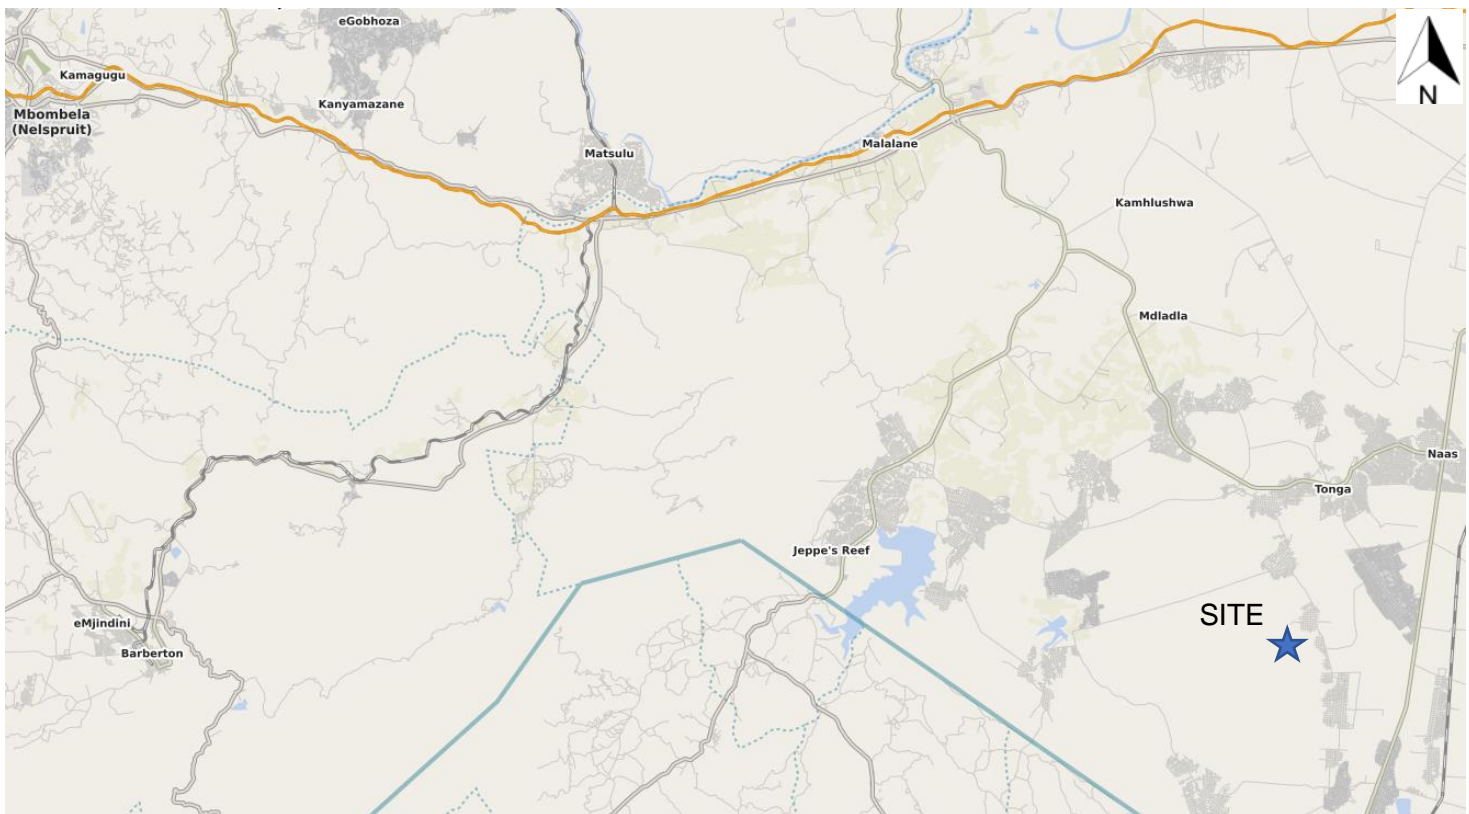 eGobhoza
Kamagugu
Kanyamazane
Mbombela
(Nelspruit)
N
Matsulu
Malalane
Kamhlushwa
Mdladla
Naas
Tonga
Jeppe's Reef
SITE
eMjindini
Barberton